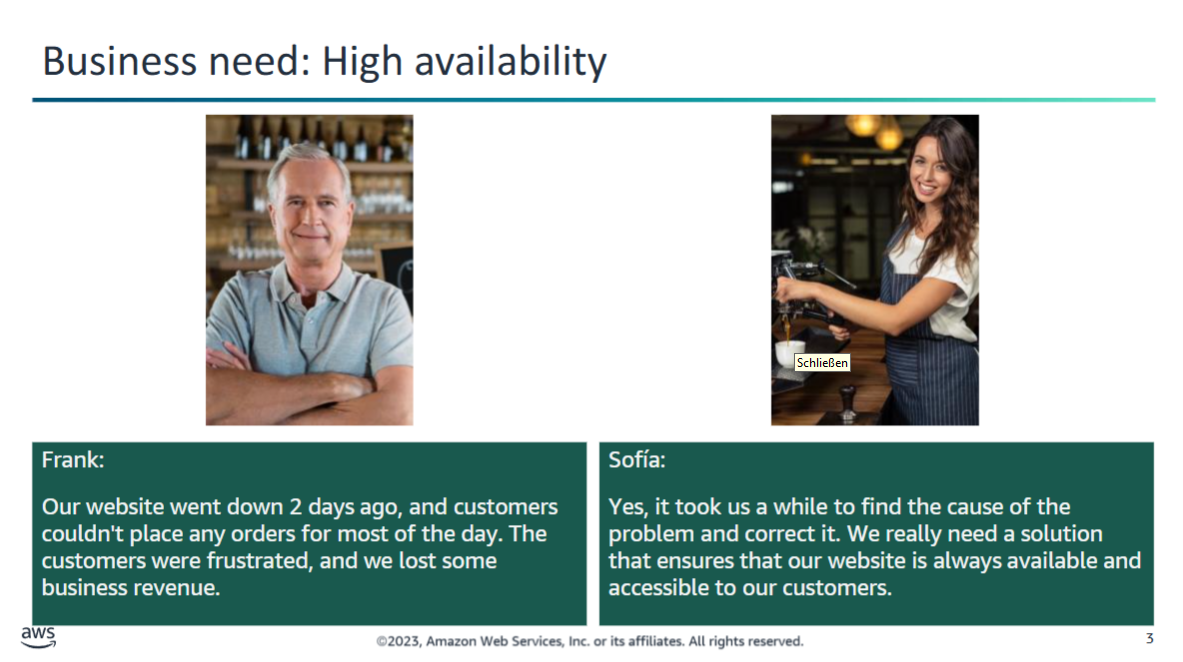 Business need: High availability
Schließen
Frank:
Our website went down 2 days ago, and customers
couldn't place any orders for most of the day. The
customers were frustrated, and we lost some
business revenue.
Sofía:
Yes, it took us a while to find the cause of the
problem and correct it. We really need a solution
that ensures that our website is always available and
accessible to our customers.
aws
©2023, Amazon Web Services, Inc. or its affiliates. All rights reserved.
3